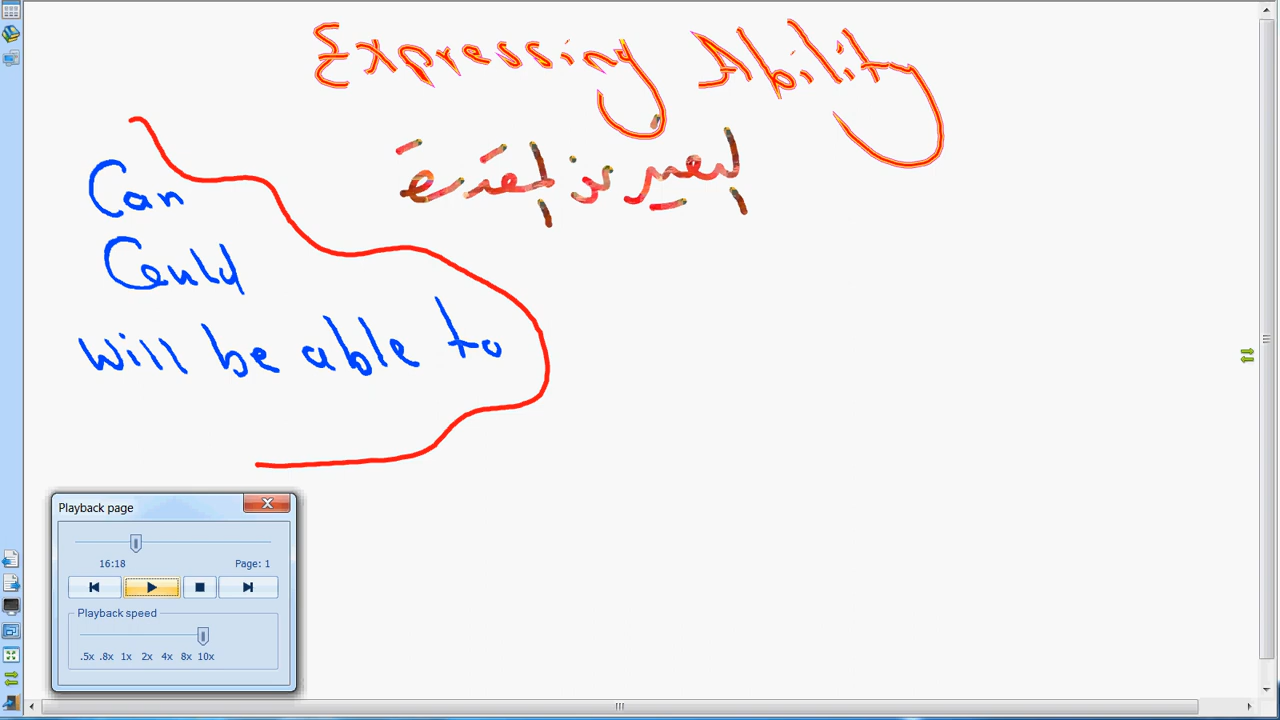 Expressing Ability
التعبير عن المقدرة
Can
Could
will be able to
Playback page
16:18
Page: 1
Playback speed
.5x .8x 1x 2x 4x 8x 10x